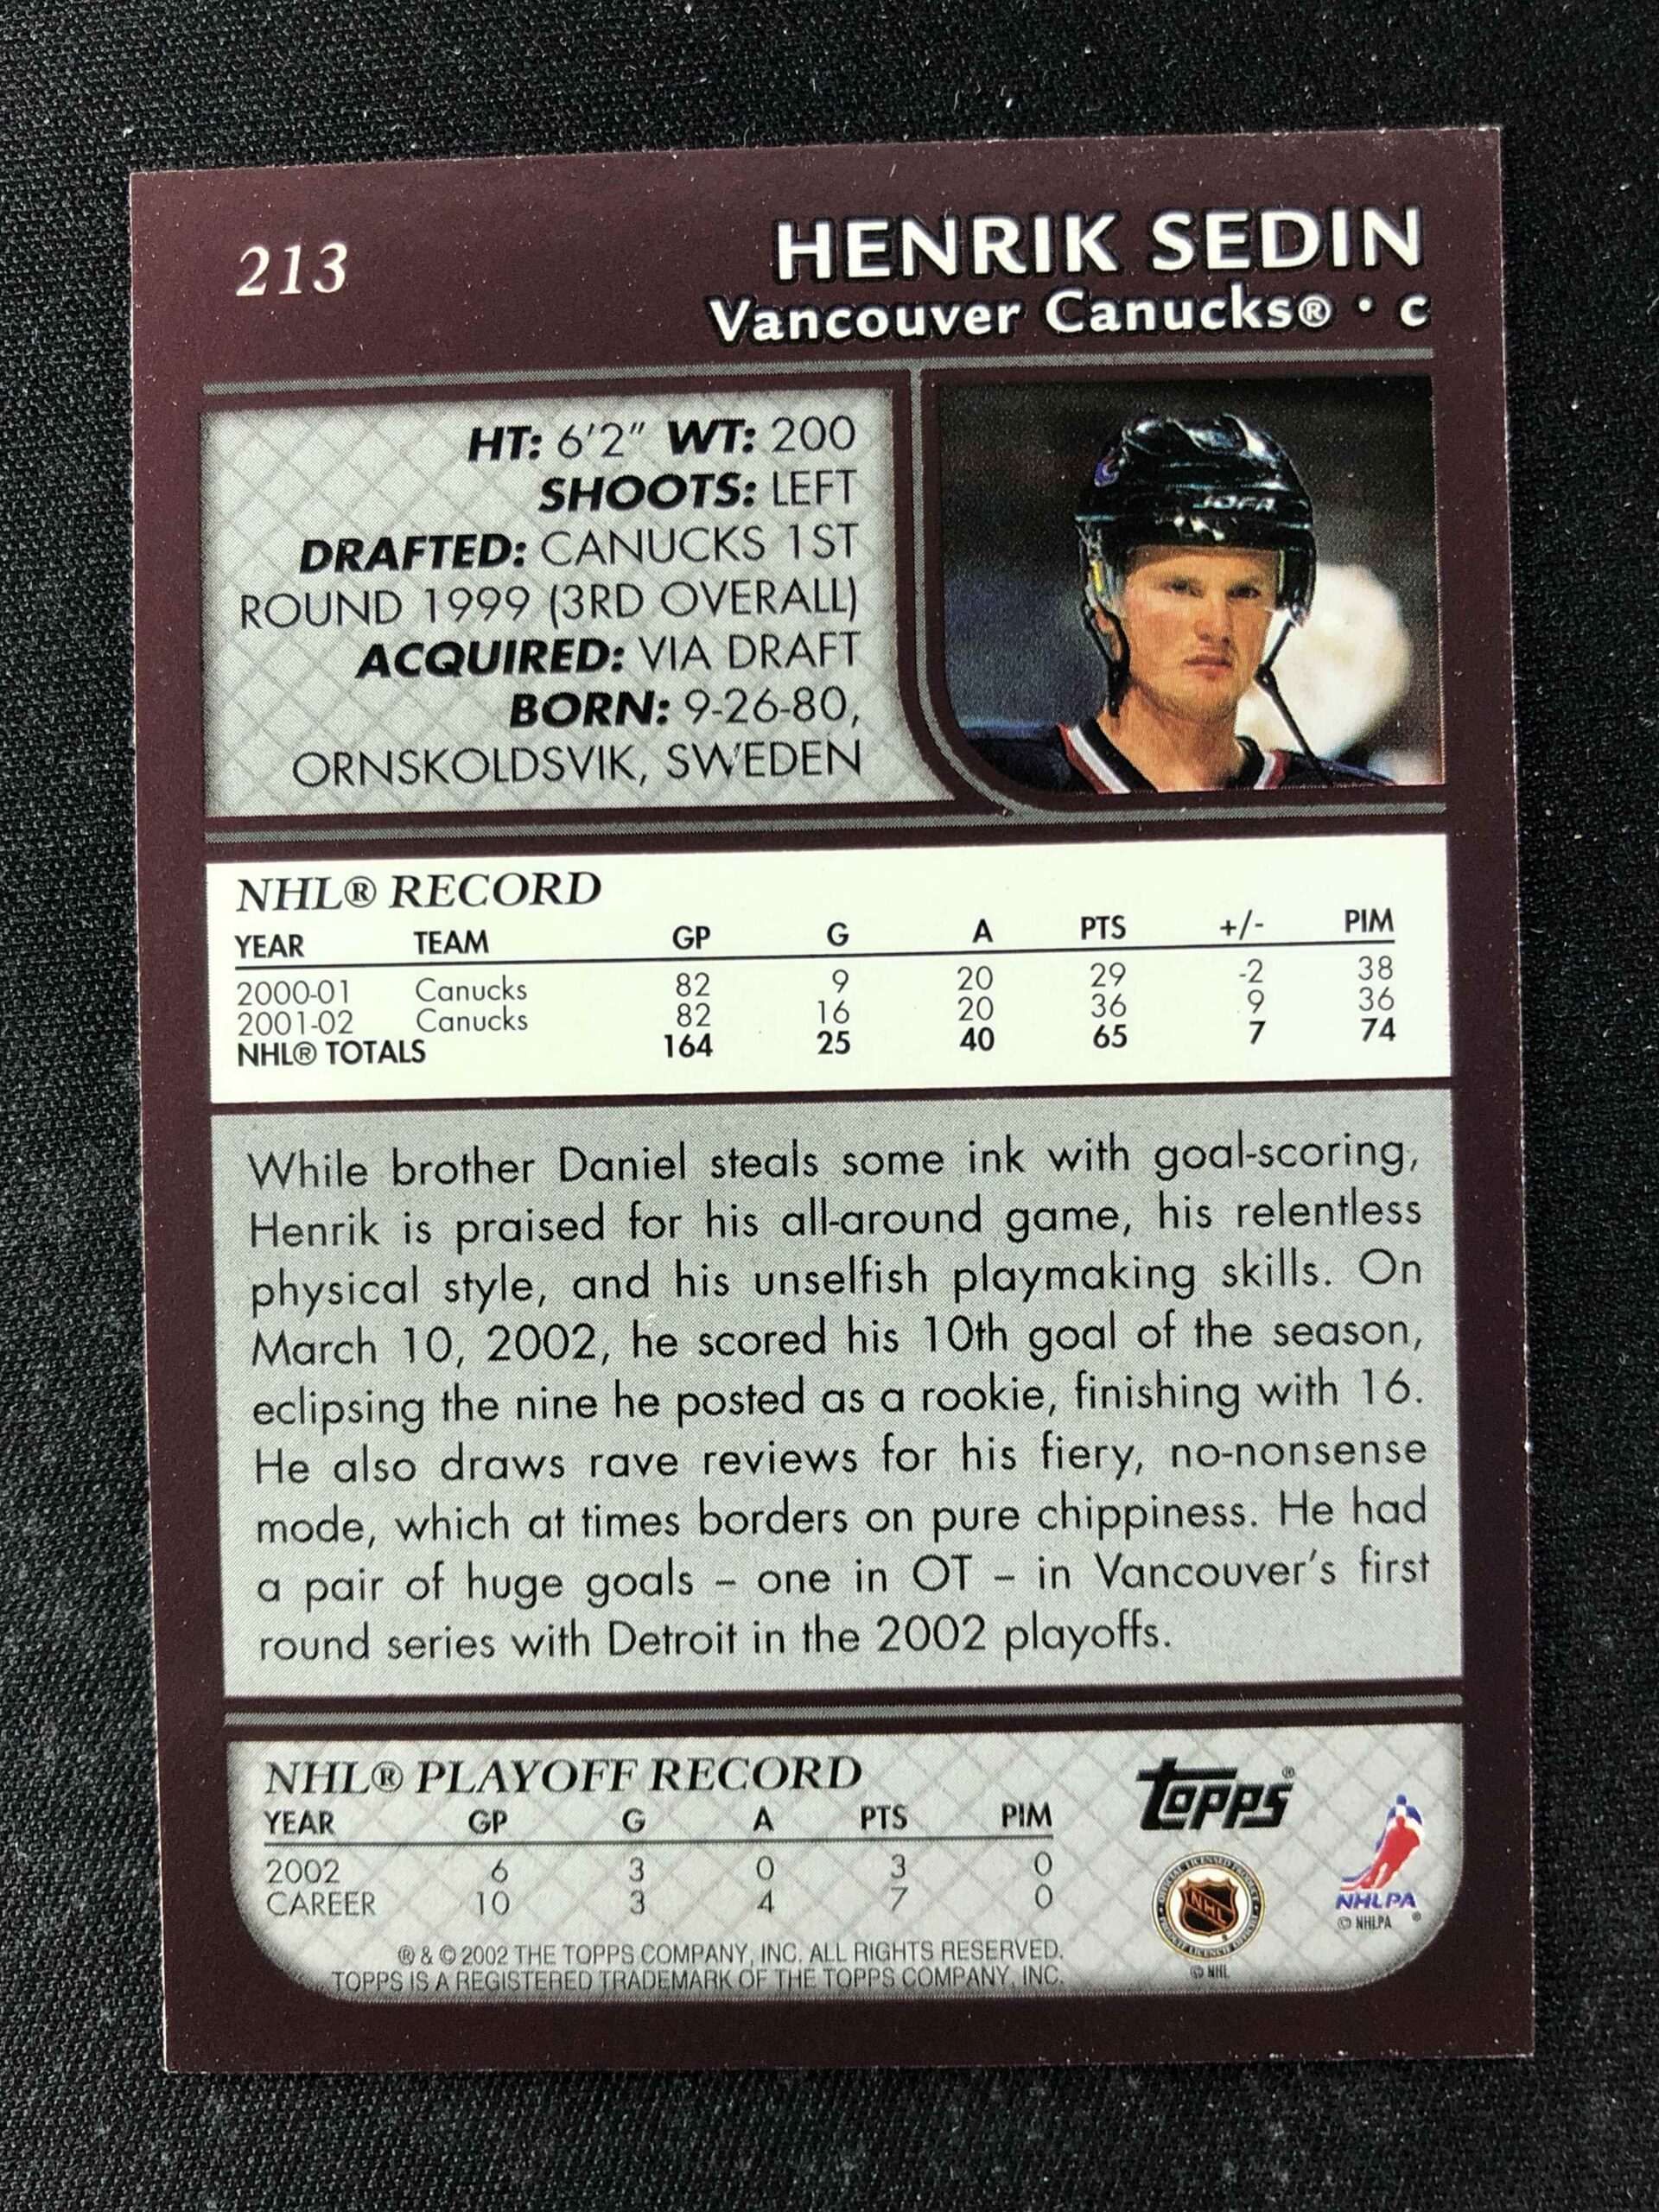 213
HENRIK SEDIN
Vancouver Canucks® • C
HT: 6'2" WT: 200
SHOOTS: LEFT
DRAFTED: CANUCKS 1ST
ROUND 1999 (3RD OVERALL)
ACQUIRED: VIA DRAFT
BORN: 9-26-80,
ORNSKOLDSVIK, SWEDEN
JOFA
NHL® RECORD
YEAR TEAM GP G A PTS +/- PIM
2000-01 Canucks 82 9 20 29 -2 38
2001-02 Canucks 82 16 20 36 9 36
NHL® TOTALS 164 25 40 65 7 74
While brother Daniel steals some ink with goal-scoring,
Henrik is praised for his all-around game, his relentless
physical style, and his unselfish playmaking skills. On
March 10, 2002, he scored his 10th goal of the season,
eclipsing the nine he posted as a rookie, finishing with 16.
He also draws rave reviews for his fiery, no-nonsense
mode, which at times borders on pure chippiness. He had
a pair of huge goals – one in OT – in Vancouver's first
round series with Detroit in the 2002 playoffs.
NHL® PLAYOFF RECORD
YEAR GP G A PTS PIM
2002 6 3 0 3 0
CAREER 10 3 4 7 0
® & © 2002 THE TOPPS COMPANY, INC. ALL RIGHTS RESERVED.
TOPPS IS A REGISTERED TRADEMARK OF THE TOPPS COMPANY, INC.
Topps®
NHL
© NHL
NHLPA
© NHLPA ®